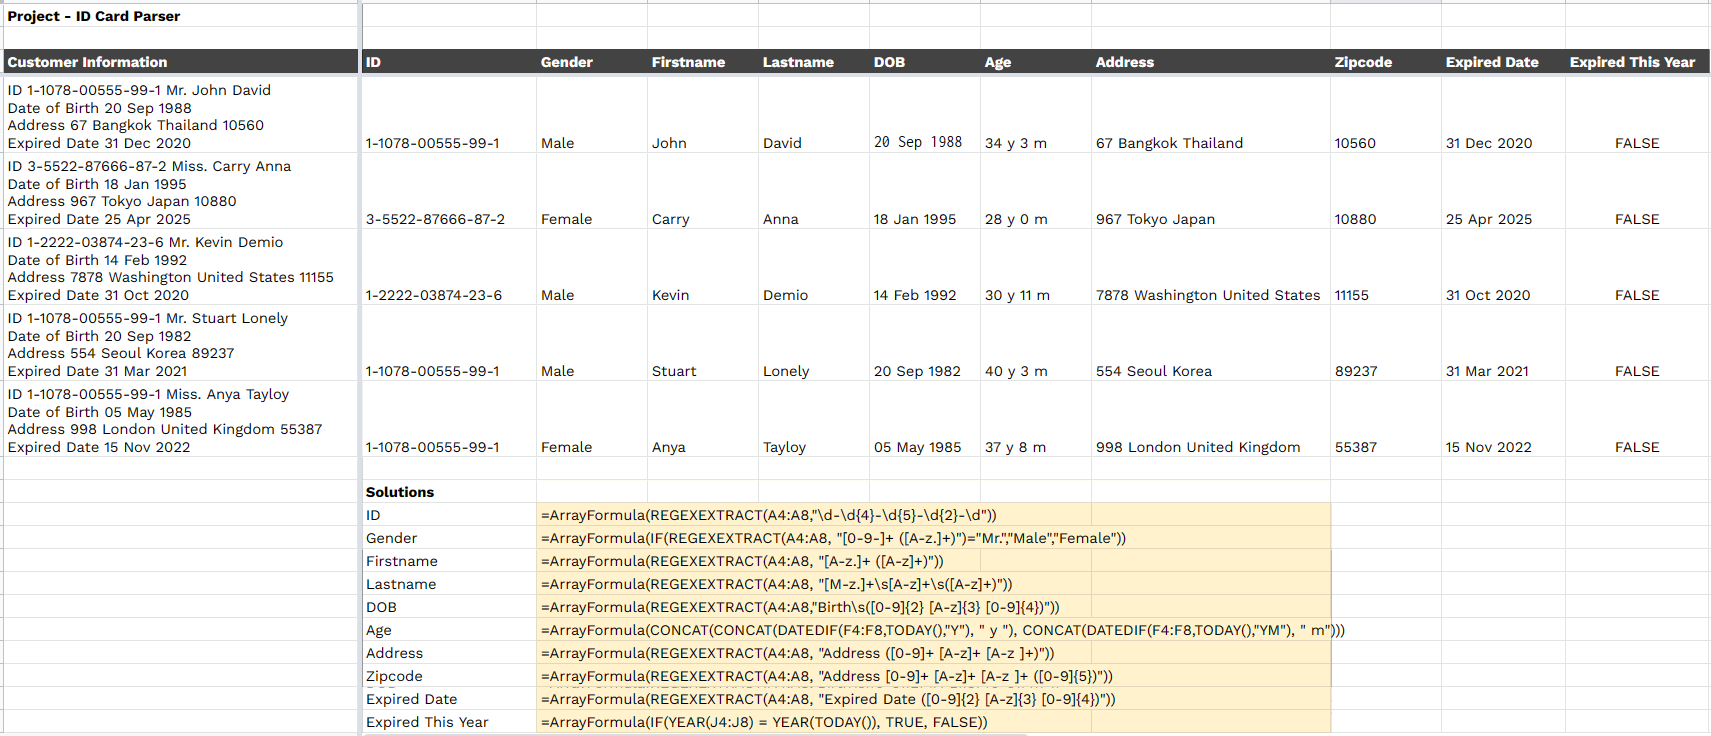 Project - ID Card Parser
Customer Information ID Gender Firstname Lastname DOB Age Address Zipcode Expired Date Expired This Year
ID 1-1078-00555-99-1 Mr. John David
Date of Birth 20 Sep 1988
Address 67 Bangkok Thailand 10560
Expired Date 31 Dec 2020 1-1078-00555-99-1 Male John David 20 Sep 1988 34 y 3 m 67 Bangkok Thailand 10560 31 Dec 2020 FALSE
ID 3-5522-87666-87-2 Miss. Carry Anna
Date of Birth 18 Jan 1995
Address 967 Tokyo Japan 10880
Expired Date 25 Apr 2025 3-5522-87666-87-2 Female Carry Anna 18 Jan 1995 28 y 0 m 967 Tokyo Japan 10880 25 Apr 2025 FALSE
ID 1-2222-03874-23-6 Mr. Kevin Demio
Date of Birth 14 Feb 1992
Address 7878 Washington United States 11155
Expired Date 31 Oct 2020 1-2222-03874-23-6 Male Kevin Demio 14 Feb 1992 30 y 11 m 7878 Washington United States 11155 31 Oct 2020 FALSE
ID 1-1078-00555-99-1 Mr. Stuart Lonely
Date of Birth 20 Sep 1982
Address 554 Seoul Korea 89237
Expired Date 31 Mar 2021 1-1078-00555-99-1 Male Stuart Lonely 20 Sep 1982 40 y 3 m 554 Seoul Korea 89237 31 Mar 2021 FALSE
ID 1-1078-00555-99-1 Miss. Anya Tayloy
Date of Birth 05 May 1985
Address 998 London United Kingdom 55387
Expired Date 15 Nov 2022 1-1078-00555-99-1 Female Anya Tayloy 05 May 1985 37 y 8 m 998 London United Kingdom 55387 15 Nov 2022 FALSE
Solutions
ID =ArrayFormula(REGEXEXTRACT(A4:A8,"\d-\d{4}-\d{5}-\d{2}-\d"))
Gender =ArrayFormula(IF(REGEXEXTRACT(A4:A8, "[0-9-]+ ([A-z.]+)")="Mr.","Male","Female"))
Firstname =ArrayFormula(REGEXEXTRACT(A4:A8, "[A-z.]+ ([A-z]+)"))
Lastname =ArrayFormula(REGEXEXTRACT(A4:A8, "[M-z.]+\s[A-z]+\s([A-z]+)"))
DOB =ArrayFormula(REGEXEXTRACT(A4:A8,"Birth\s([0-9]{2} [A-z]{3} [0-9]{4})"))
Age =ArrayFormula(CONCAT(CONCAT(DATEDIF(F4:F8,TODAY(),"Y"), " y "), CONCAT(DATEDIF(F4:F8,TODAY(),"YM"), " m")))
Address =ArrayFormula(REGEXEXTRACT(A4:A8, "Address ([0-9]+ [A-z]+ [A-z ]+)"))
Zipcode =ArrayFormula(REGEXEXTRACT(A4:A8, "Address [0-9]+ [A-z]+ [A-z ]+ ([0-9]{5})"))
Expired Date =ArrayFormula(REGEXEXTRACT(A4:A8, "Expired Date ([0-9]{2} [A-z]{3} [0-9]{4})"))
Expired This Year =ArrayFormula(IF(YEAR(J4:J8) = YEAR(TODAY()), TRUE, FALSE))